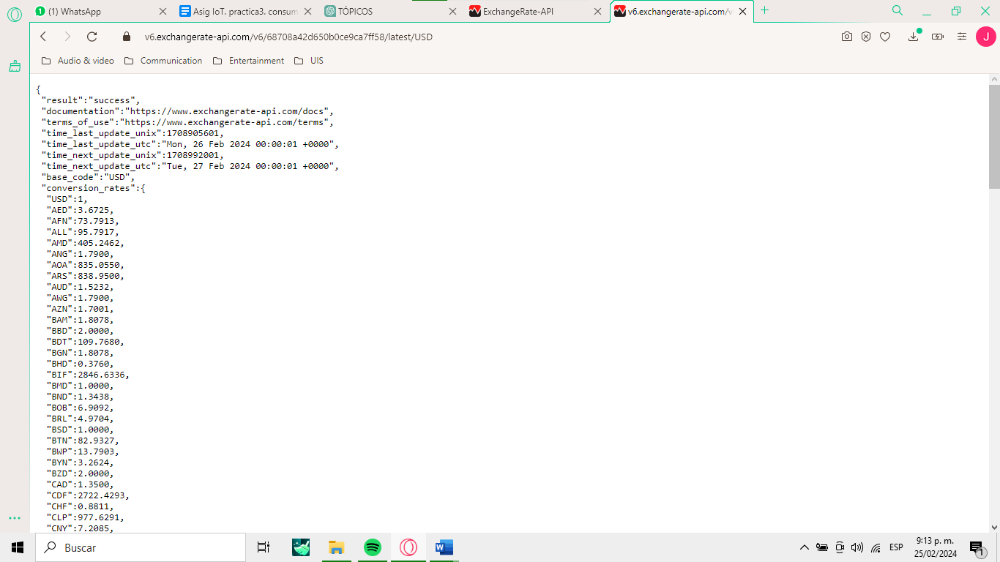 (1) WhatsApp
Asig IoT. practica3. consum
TÓPICOS
ExchangeRate-API
v6.exchangerate-api.com/v
v6.exchangerate-api.com/v6/68708a42d650b0ce9ca7ff58/latest/USD
J
Audio & video
Communication
Entertainment
UIS
{
"result":"success",
"documentation":"https://www.exchangerate-api.com/docs",
"terms_of_use":"https://www.exchangerate-api.com/terms",
"time_last_update_unix":1708905601,
"time_last_update_utc":"Mon, 26 Feb 2024 00:00:01 +0000",
"time_next_update_unix":1708992001,
"time_next_update_utc":"Tue, 27 Feb 2024 00:00:01 +0000",
"base_code":"USD",
"conversion_rates":{
"USD":1,
"AED":3.6725,
"AFN":73.7913,
"ALL":95.7917,
"AMD":405.2462,
"ANG":1.7900,
"AOA":835.0550,
"ARS":838.9500,
"AUD":1.5232,
"AWG":1.7900,
"AZN":1.7001,
"BAM":1.8078,
"BBD":2.0000,
"BDT":109.7680,
"BGN":1.8078,
"BHD":0.3760,
"BIF":2846.6336,
"BMD":1.0000,
"BND":1.3438,
"BOB":6.9092,
"BRL":4.9704,
"BSD":1.0000,
"BTN":82.9327,
"BWP":13.7903,
"BYN":3.2624,
"BZD":2.0000,
"CAD":1.3500,
"CDF":2722.4293,
"CHF":0.8811,
"CLP":977.6291,
"CNY":7.2085,
Buscar
ESP
9:13 p. m.
25/02/2024
1